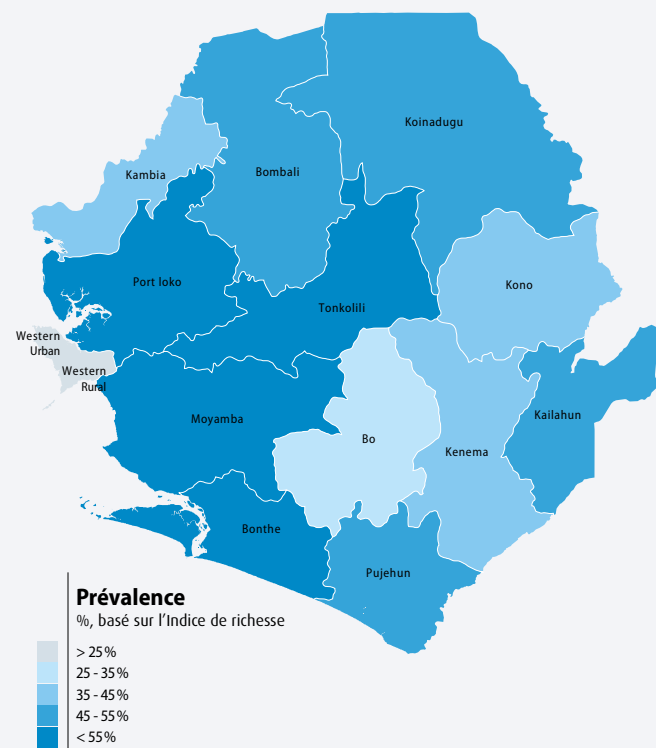 Koinadugu
Bombali
Kambia
Kono
Port loko
Tonkolili
Western
Urban
Western
Rural
Kailahun
Moyamba
Bo
Kenema
Bonthe
Pujehun
Prévalence
%, basé sur l'Indice de richesse
> 25%
25 - 35%
35 - 45%
45 - 55%
< 55%